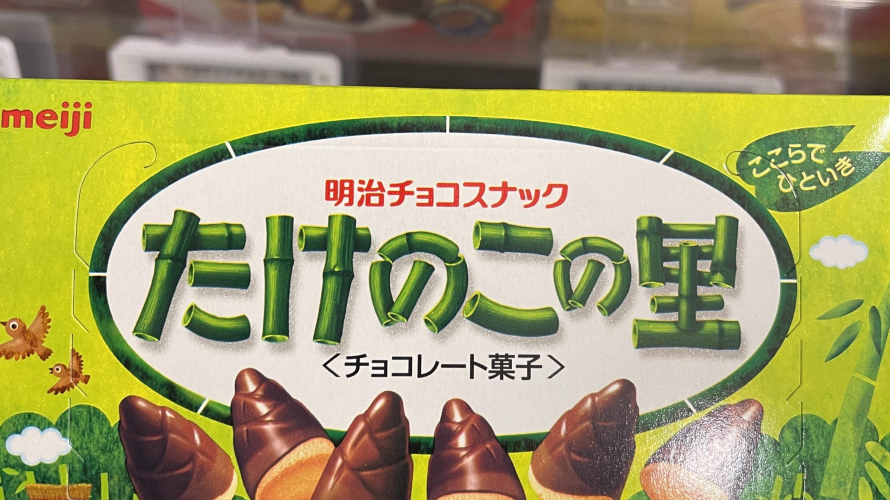 meiji
ここらで
ひといき
明治チョコスナック
たけのこの里
<チョコレート菓子>